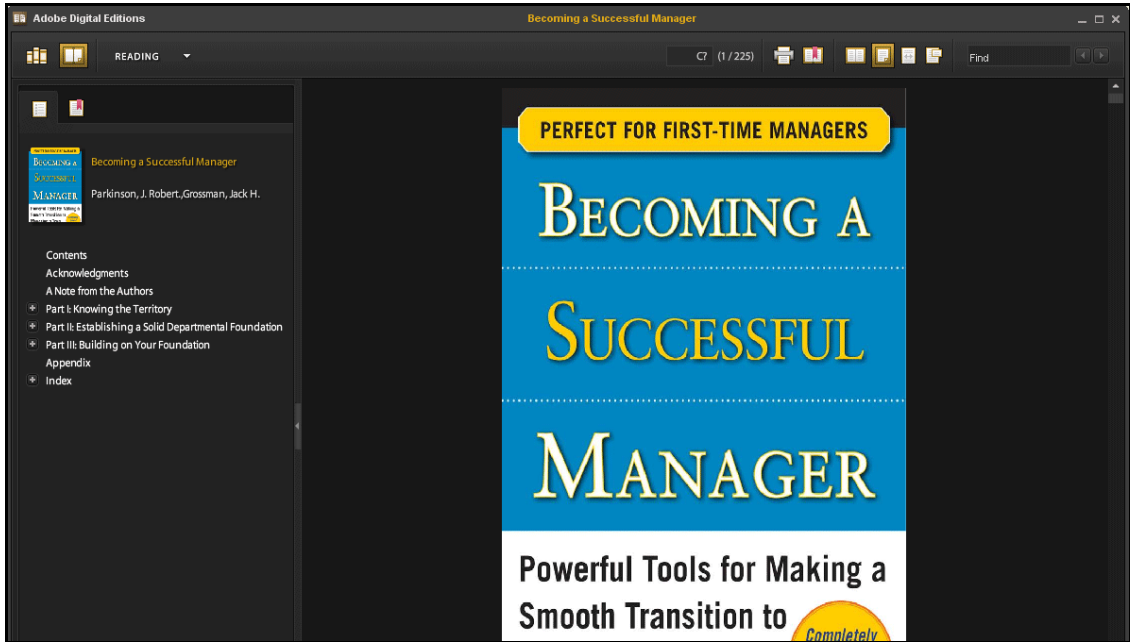 Adobe Digital Editions
Becoming a Successful Manager
READING
C7 (1 / 225)
Find
BECOMING A
SUCCESSFUL
MANAGER
Becoming a Successful Manager
Parkinson, J. Robert.,Grossman, Jack H.
Contents
Acknowledgments
A Note from the Authors
Part I: Knowing the Territory
Part II: Establishing a Solid Departmental Foundation
Part III: Building on Your Foundation
Appendix
Index
PERFECT FOR FIRST-TIME MANAGERS
BECOMING A
SUCCESSFUL
MANAGER
Powerful Tools for Making a
Smooth Transition to
Completely